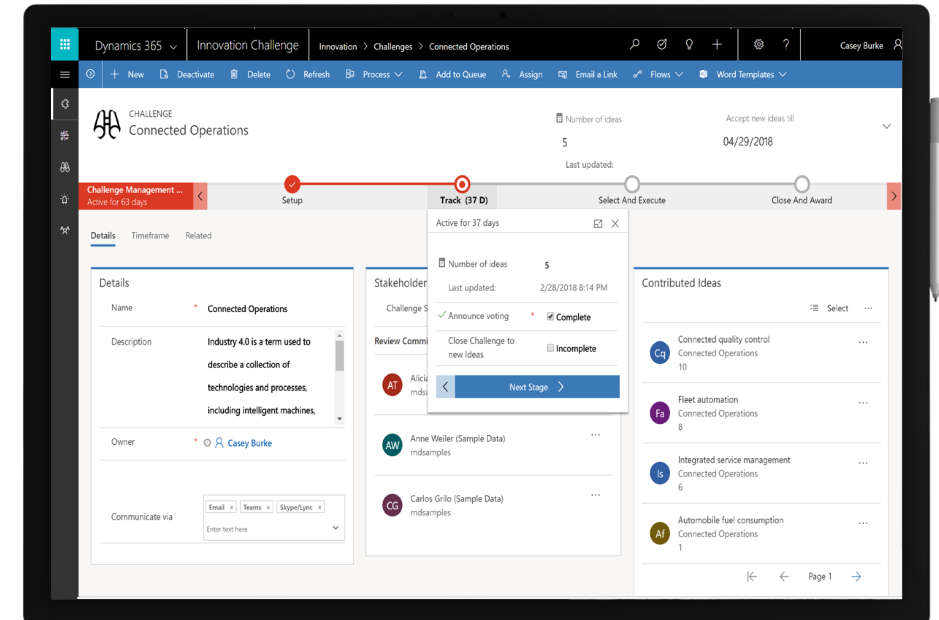 Dynamics 365
Innovation Challenge
Innovation > Challenges > Connected Operations
?
Casey Burke
+ New
Deactivate
Delete
Refresh
Process
Add to Queue
Assign
Email a Link
Flows
Word Templates
CHALLENGE
Connected Operations
Number of ideas
5
Last updated:
Accept new ideas till
04/29/2018
Challenge Management ...
Active for 63 days
Setup
Track (37 D)
Select And Execute
Close And Award
Active for 37 days
Number of ideas 5
Last updated: 2/28/2018 8:14 PM
Announce voting * Complete
Close Challenge to
new Ideas
Incomplete
Next Stage
Details
Timeframe
Related
Details
Name * Connected Operations
Description
Industry 4.0 is a term used to
describe a collection of
technologies and processes,
including intelligent machines,
Owner * Casey Burke
Communicate via
Email x Teams x Skype/Lync x
Enter text here
Stakeholder
Challenge S
Review Commi
AT
Alicia
mdsa
AW
Anne Weiler (Sample Data)
mdsamples
...
CG
Carlos Grilo (Sample Data)
mdsamples
...
Contributed Ideas
Select ...
Cq
Connected quality control
Connected Operations
10
...
Fa
Fleet automation
Connected Operations
8
...
Is
Integrated service management
Connected Operations
6
...
Af
Automobile fuel consumption
Connected Operations
1
...
Page 1